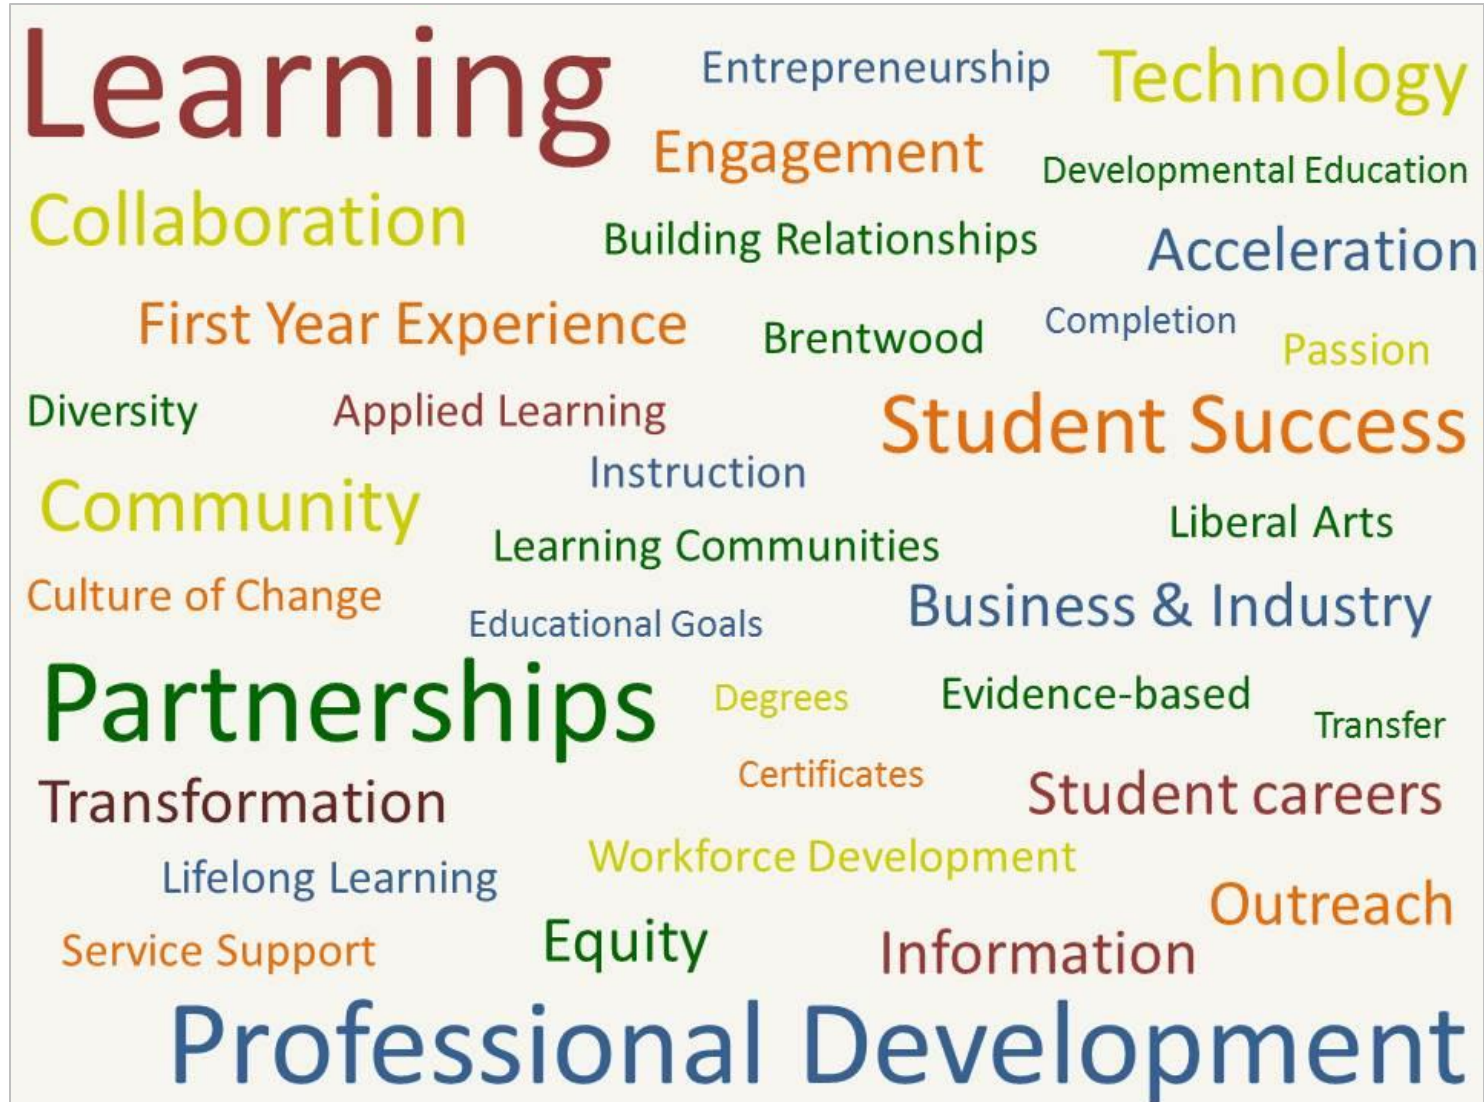 Learning
Entrepreneurship
Technology
Engagement
Developmental Education
Collaboration
Building Relationships
Acceleration
First Year Experience
Brentwood
Completion
Passion
Diversity
Applied Learning
Student Success
Instruction
Community
Liberal Arts
Learning Communities
Culture of Change
Educational Goals
Business & Industry
Partnerships
Degrees
Evidence-based
Transfer
Transformation
Certificates
Student careers
Lifelong Learning
Workforce Development
Outreach
Service Support
Equity
Information
Professional Development